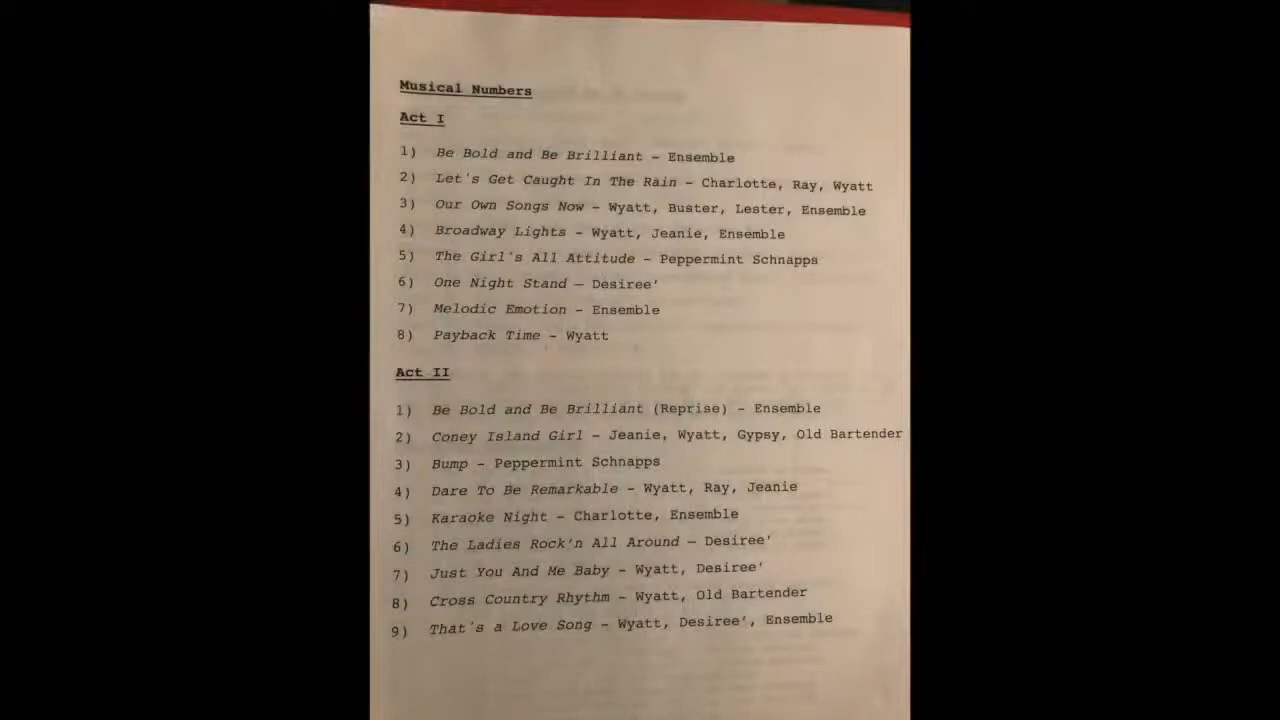 Musical Numbers
Act I
1) Be Bold and Be Brilliant - Ensemble
2) Let's Get Caught In The Rain - Charlotte, Ray, Wyatt
3) Our Own Songs Now - Wyatt, Buster, Lester, Ensemble
4) Broadway Lights - Wyatt, Jeanie, Ensemble
5) The Girl's All Attitude - Peppermint Schnapps
6) One Night Stand – Desiree'
7) Melodic Emotion - Ensemble
8) Payback Time - Wyatt
Act II
1) Be Bold and Be Brilliant (Reprise) - Ensemble
2) Coney Island Girl - Jeanie, Wyatt, Gypsy, Old Bartender
3) Bump - Peppermint Schnapps
4) Dare To Be Remarkable - Wyatt, Ray, Jeanie
5) Karaoke Night - Charlotte, Ensemble
6) The Ladies Rock'n All Around – Desiree'
7) Just You And Me Baby - Wyatt, Desiree'
8) Cross Country Rhythm - Wyatt, Old Bartender
9) That's a Love Song - Wyatt, Desiree', Ensemble